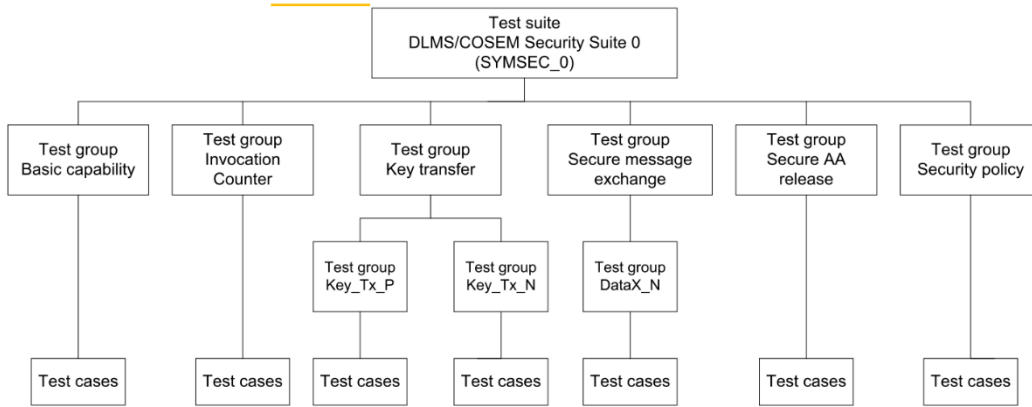 Test suite
DLMS/COSEM Security Suite 0
(SYMSEC_0)
Test group
Basic capability
Test group
Invocation
Counter
Test group
Key transfer
Test group
Secure message
exchange
Test group
Secure AA
release
Test group
Security policy
Test group
Key_Tx_P
Test group
Key_Tx_N
Test group
DataX_N
Test cases
Test cases
Test cases
Test cases
Test cases
Test cases
Test cases